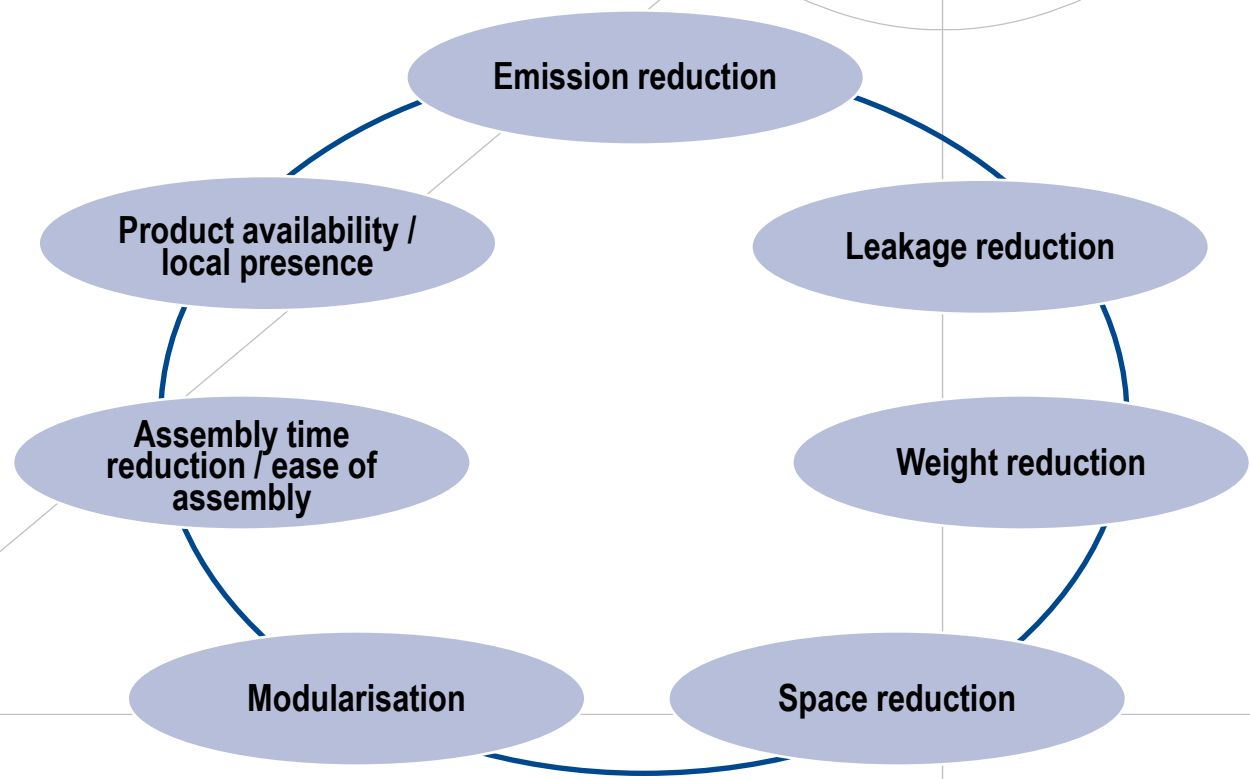 Emission reduction
Product availability /
local presence
Leakage reduction
Assembly time
reduction / ease of
assembly
Weight reduction
Modularisation
Space reduction